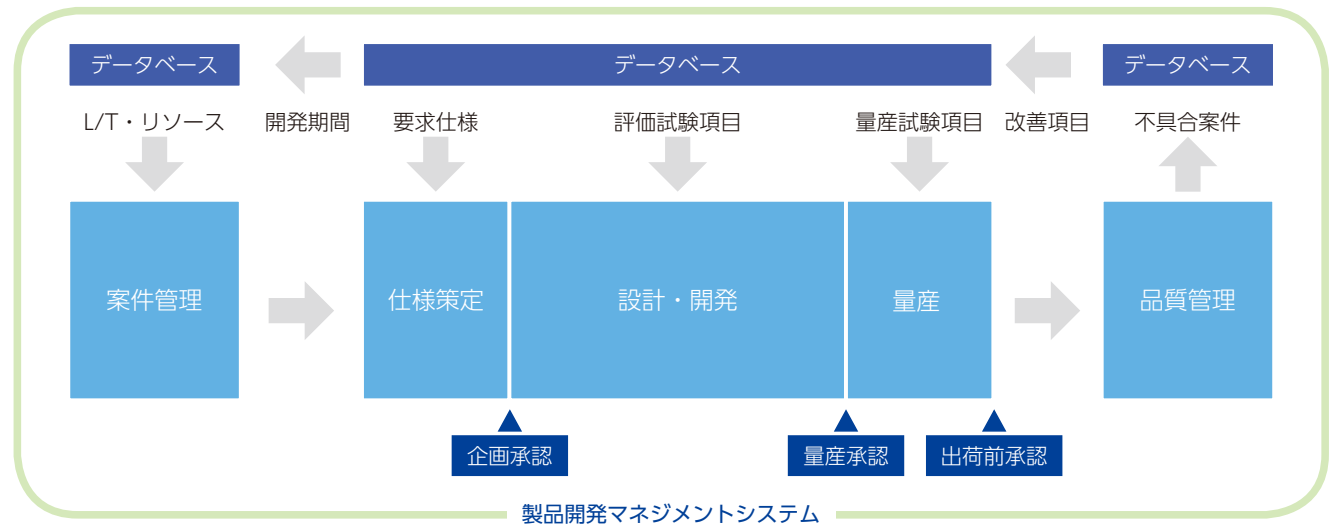 データベース
データベース
データベース
L/T・リソース
開発期間
要求仕様
評価試験項目
量産試験項目
改善項目
不具合案件
案件管理
仕様策定
設計・開発
量産
品質管理
企画承認
量産承認
出荷前承認
製品開発マネジメントシステム